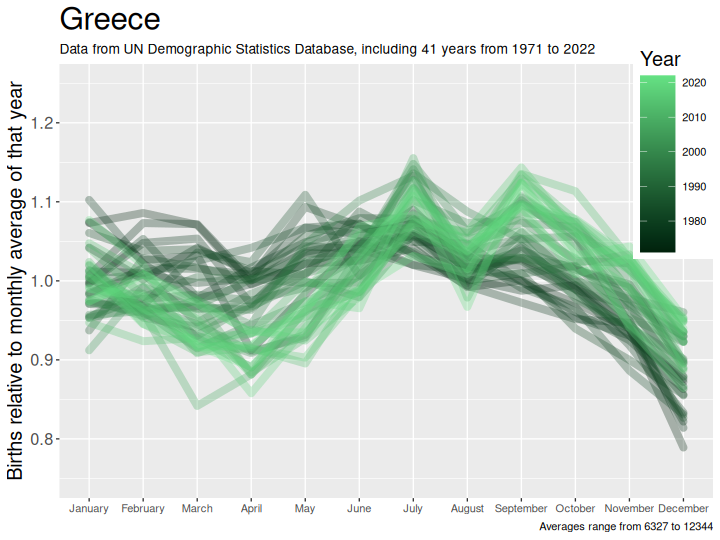 Greece
Data from UN Demographic Statistics Database, including 41 years from 1971 to 2022
Year
2020
2010
2000
1990
1980
Births relative to monthly average of that year
1.2
1.1
1.0
0.9
0.8
January February March April May June July August September October November December
Averages range from 6327 to 12344